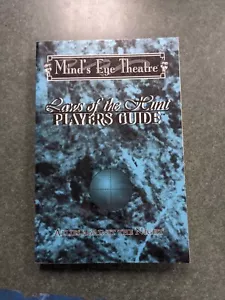 Mind's Eye Theatre
Laws of the Hunt
PLAYERS GUIDE